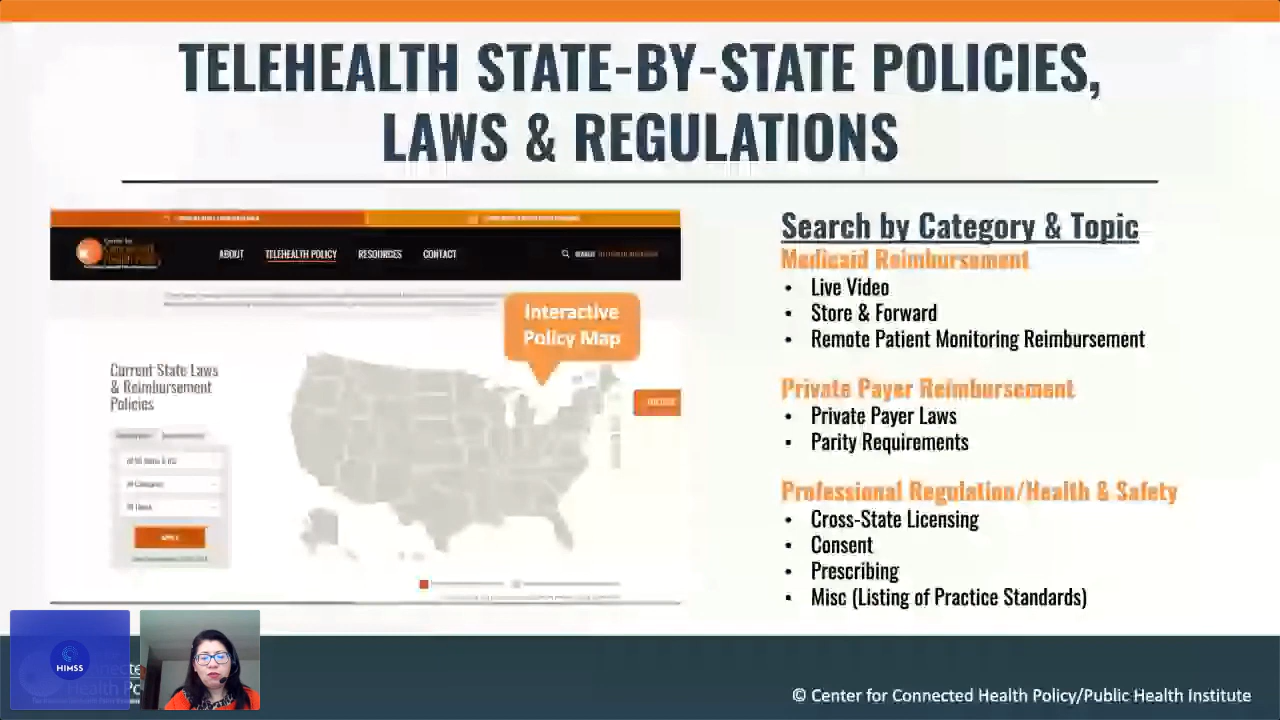 TELEHEALTH STATE-BY-STATE POLICIES,
LAWS & REGULATIONS
ABOUT
TELEHEALTH POLICY
RESOURCES
CONTACT
SEARCH
Interactive
Policy Map
Current State Laws
& Reimbursement
Policies
APPLY
Search by Category & Topic
Medicaid Reimbursement
• Live Video
• Store & Forward
• Remote Patient Monitoring Reimbursement
Private Payer Reimbursement
• Private Payer Laws
• Parity Requirements
Professional Regulation/Health & Safety
• Cross-State Licensing
• Consent
• Prescribing
• Misc (Listing of Practice Standards)
HIMSS
Health
© Center for Connected Health Policy/Public Health Institute